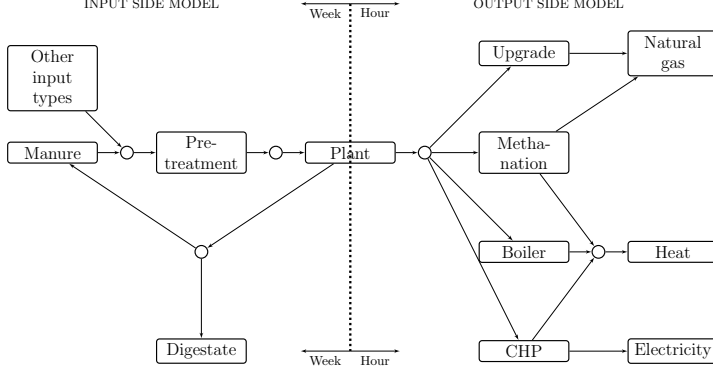 INPUT SIDE MODEL
OUTPUT SIDE MODEL
Week
Hour
Other
input
types
Upgrade
Natural
gas
Manure
Pre-
treatment
Plant
Metha-
nation
Boiler
Heat
Digestate
CHP
Electricity
Week
Hour